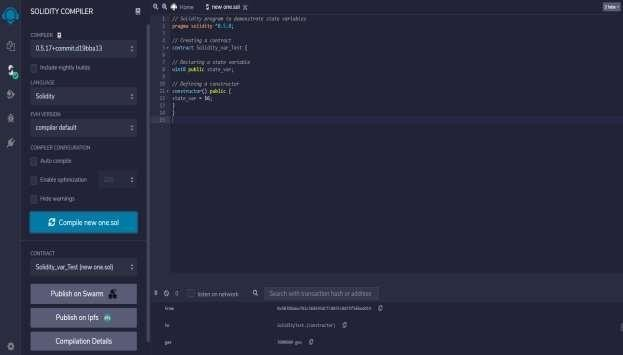 SOLIDITY COMPILER
COMPILER
0.5.17+commit.d19bba13
Include nightly builds
LANGUAGE
Solidity
EVM VERSION
compiler default
COMPILER CONFIGURATION
Auto compile
Enable optimization 200
Hide warnings
Compile new one.sol
CONTRACT
Solidity_var_Test (new one.sol)
Publish on Swarm
Publish on Ipfs
Compilation Details
Home
new one.sol
1 // Solidity program to demonstrate state variables
2 pragma solidity ^0.5.0;
3
4 // Creating a contract
5 contract Solidity_var_Test {
6
7 // Declaring a state variable
8 uint8 public state_var;
9
10 // Defining a constructor
11 constructor() public {
12 state_var = 16;
13 }
14 }
15
0 listen on network
Search with transaction hash or address
from
to SolidityTest.(constructor)
gas 3000000 gas